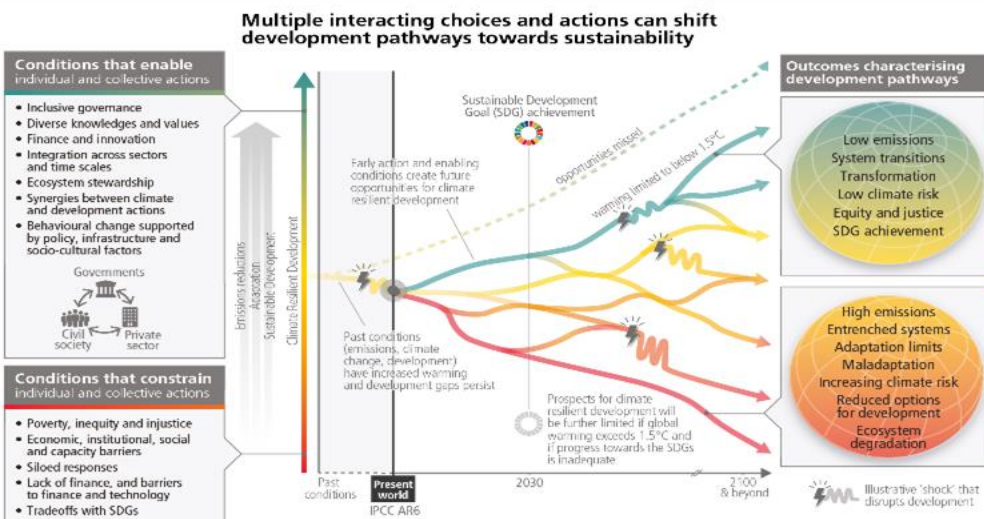 Multiple interacting choices and actions can shift
development pathways towards sustainability
Conditions that enable
individual and collective actions
• Inclusive governance
• Diverse knowledges and values
• Finance and innovation
• Integration across sectors
and time scales
• Ecosystem stewardship
• Synergies between climate
and development actions
• Behavioural change supported
by policy, infrastructure and
socio-cultural factors
Governments
Civil
society
Private
sector
Conditions that constrain
individual and collective actions
• Poverty, inequity and injustice
• Economic, institutional, social
and capacity barriers
• Siloed responses
• Lack of finance, and barriers
to finance and technology
• Tradeoffs with SDGs
Emissions reductions
Adaptation
Sustainable Development
Climate Resilient Development
Sustainable Development
Goal (SDG) achievement
opportunities missed
warming limited to below 1.5°C
Early action and enabling
conditions create future
opportunities for climate
resilient development
Past conditions
(emissions, climate
change, development)
have increased warming
and development gaps persist
Prospects for climate
resilient development will
be further limited if global
warming exceeds 1.5°C and
if progress towards the SDGs
is inadequate
Past
conditions
Present
world
IPCC AR6
2030
2100
& beyond
Outcomes characterising
development pathways
Low emissions
System transitions
Transformation
Low climate risk
Equity and justice
SDG achievement
High emissions
Entrenched systems
Adaptation limits
Maladaptation
Increasing climate risk
Reduced options
for development
Ecosystem
degradation
Illustrative 'shock' that
disrupts development